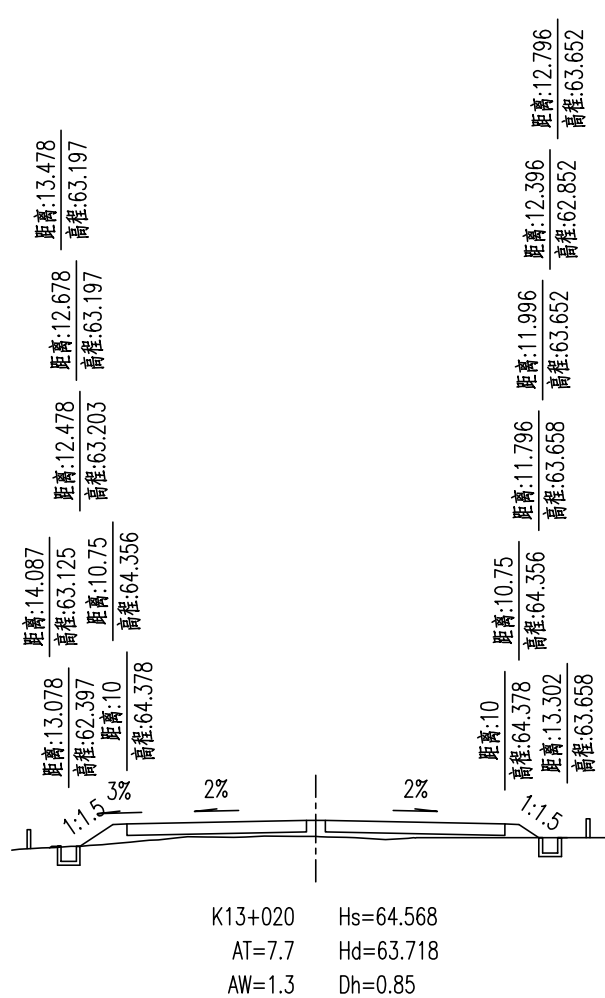 距离:12.796
高程:63.652
距离:13.478
高程:63.197
距离:12.396
高程:62.852
距离:12.678
高程:63.197
距离:11.996
高程:63.652
距离:12.478
高程:63.203
距离:11.796
高程:63.658
距离:14.087
高程:63.125
距离:10.75
高程:64.356
距离:10.75
高程:64.356
距离:13.078
高程:62.397
距离:10
高程:64.378
距离:10
高程:64.378
距离:13.302
高程:63.658
1:1.5
3%
2%
2%
1:1.5
K13+020 Hs=64.568
AT=7.7 Hd=63.718
AW=1.3 Dh=0.85